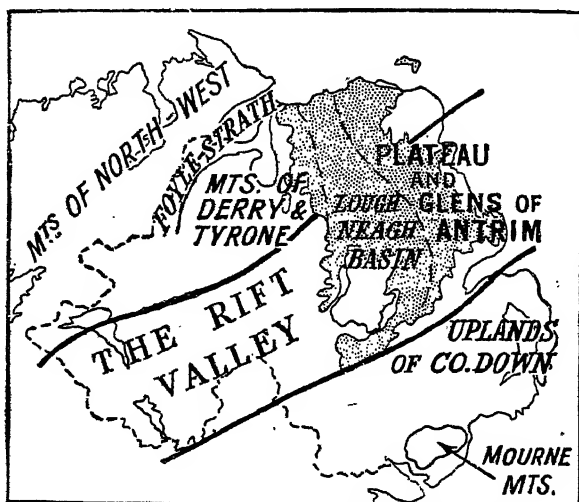 MTS OF NORTH-WEST
FOYLE STRATH
MTS. OF
DERRY &
TYRONE
PLATEAU
AND
GLENS OF
ANTRIM
LOUGH
NEAGH
BASIN
THE RIFT
VALLEY
UPLANDS
OF CO. DOWN
MOURNE
MTS.